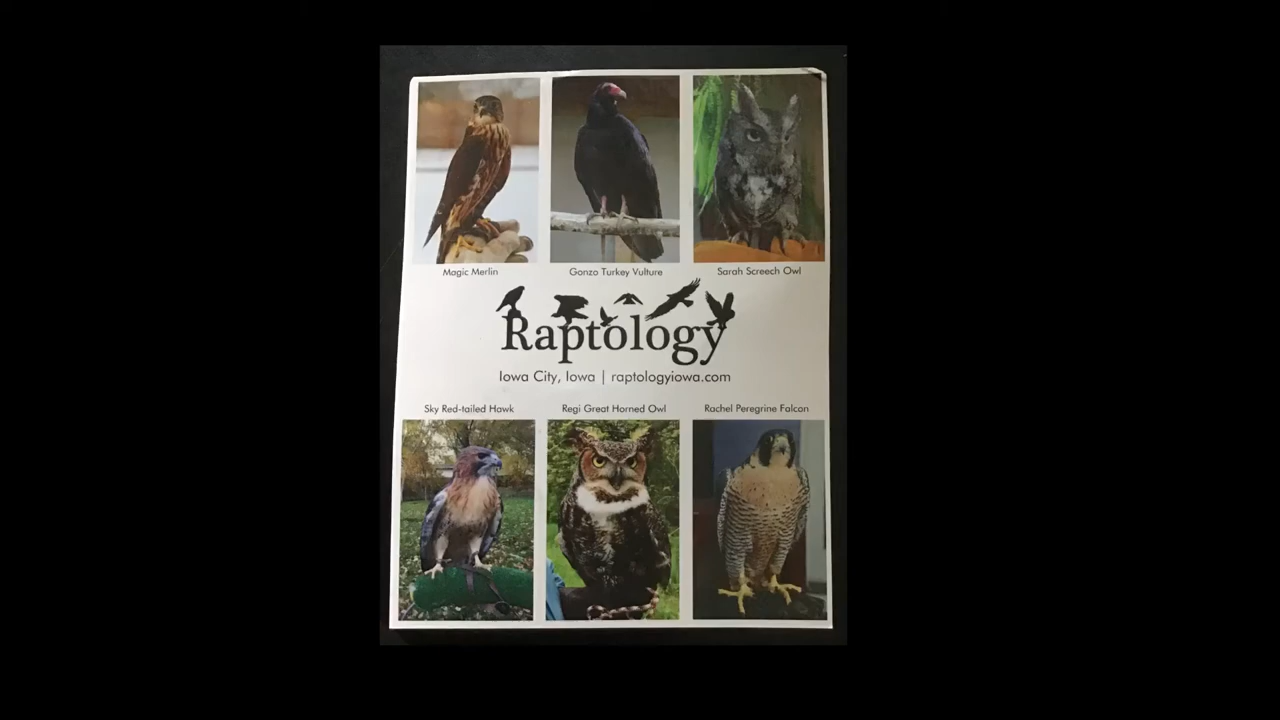 Magic Merlin
Gonzo Turkey Vulture
Sarah Screech Owl
Raptology
Iowa City, Iowa | raptologyiowa.com
Sky Red-tailed Hawk
Regi Great Horned Owl
Rachel Peregrine Falcon